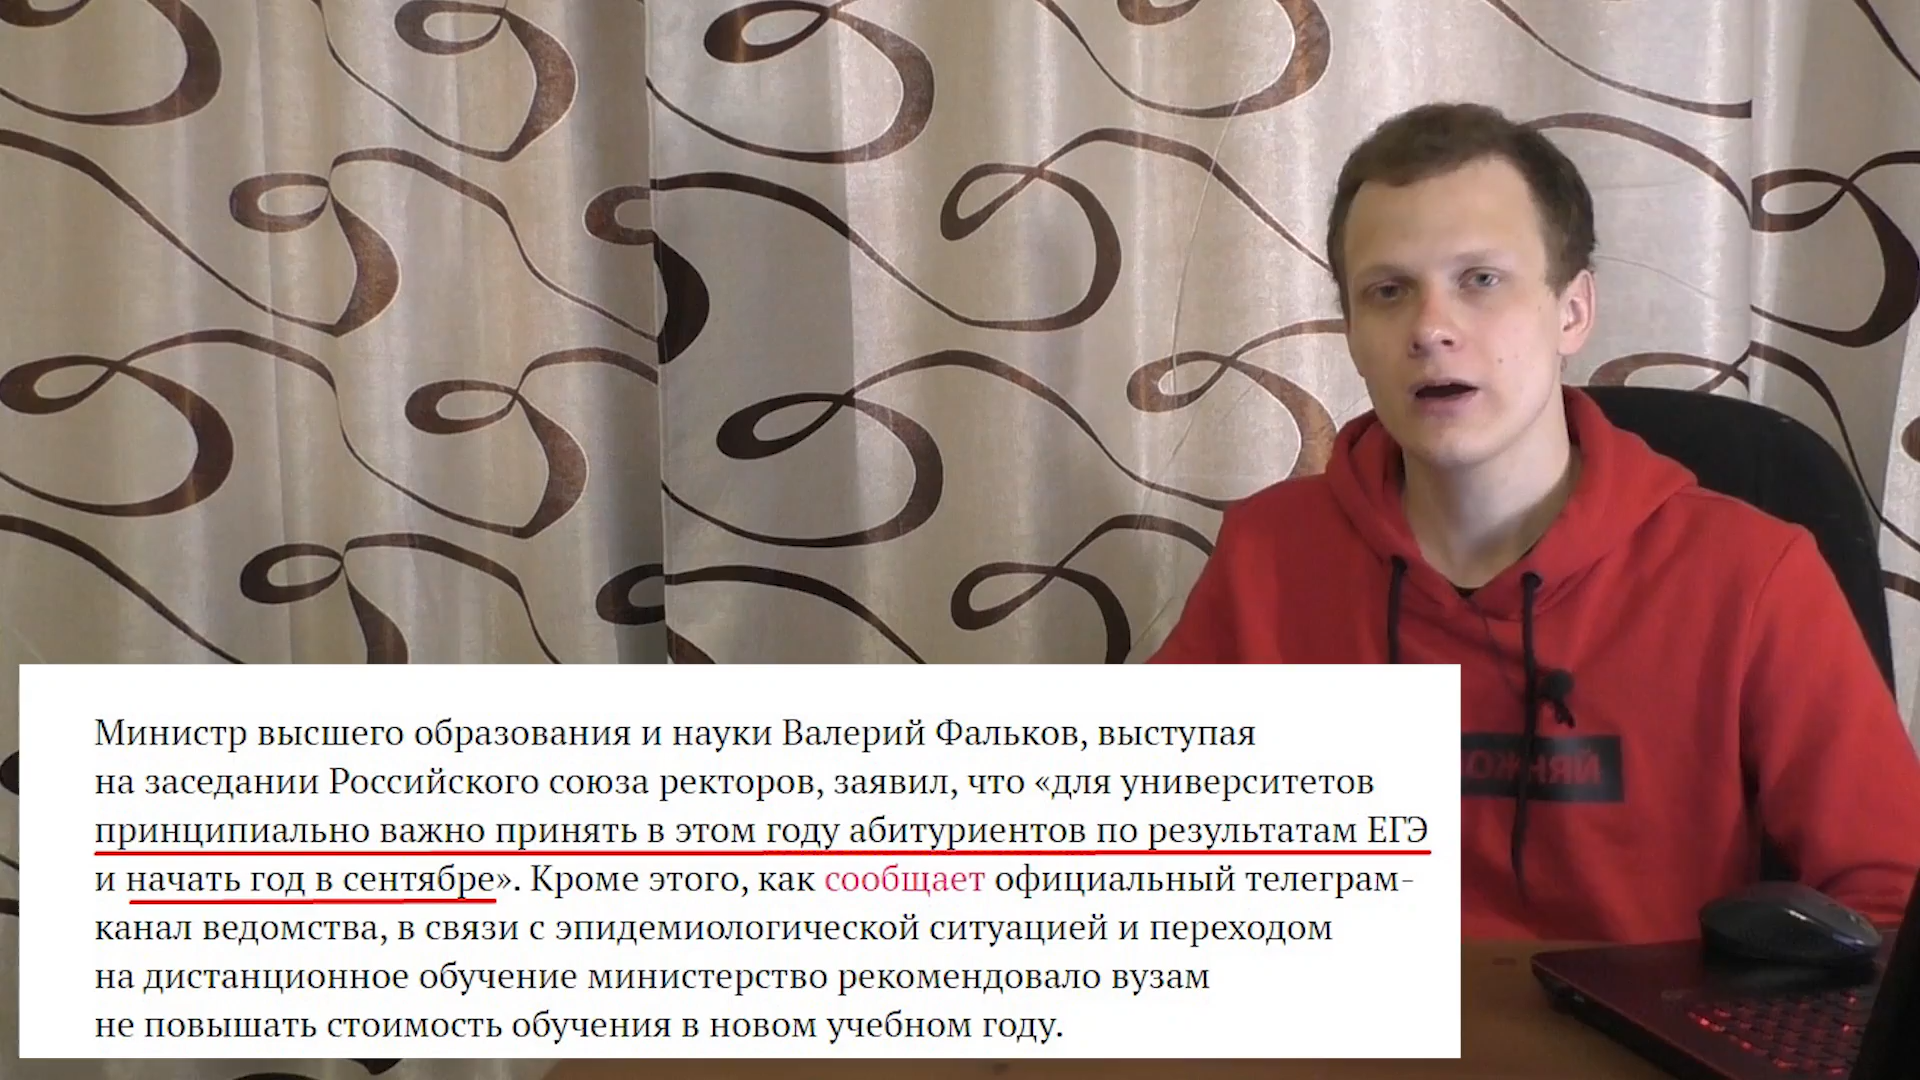 Министр высшего образования и науки Валерий Фальков, выступая
на заседании Российского союза ректоров, заявил, что «для университетов
принципиально важно принять в этом году абитуриентов по результатам ЕГЭ
и начать год в сентябре». Кроме этого, как сообщает официальный телеграм-
канал ведомства, в связи с эпидемиологической ситуацией и переходом
на дистанционное обучение министерство рекомендовало вузам
не повышать стоимость обучения в новом учебном году.